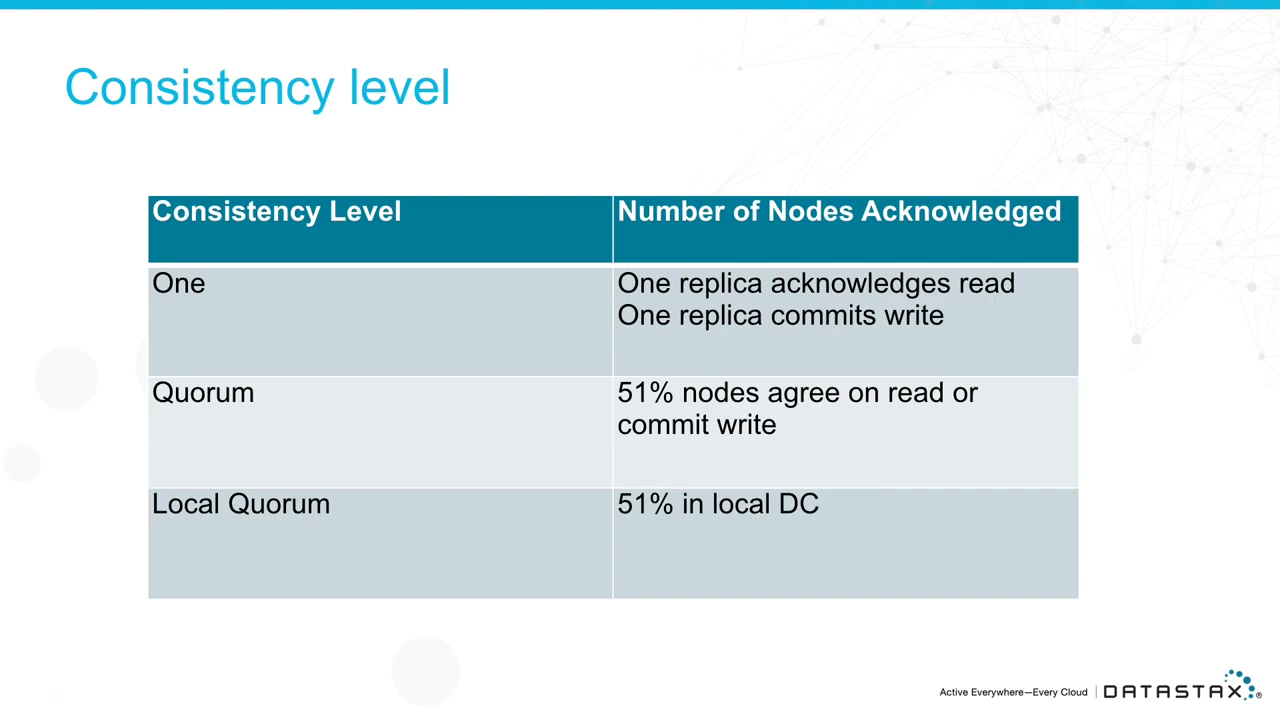 Consistency level
Consistency Level
Number of Nodes Acknowledged
One
One replica acknowledges read
One replica commits write
Quorum
51% nodes agree on read or
commit write
Local Quorum
51% in local DC
Active Everywhere—Every Cloud
DATASTAX®